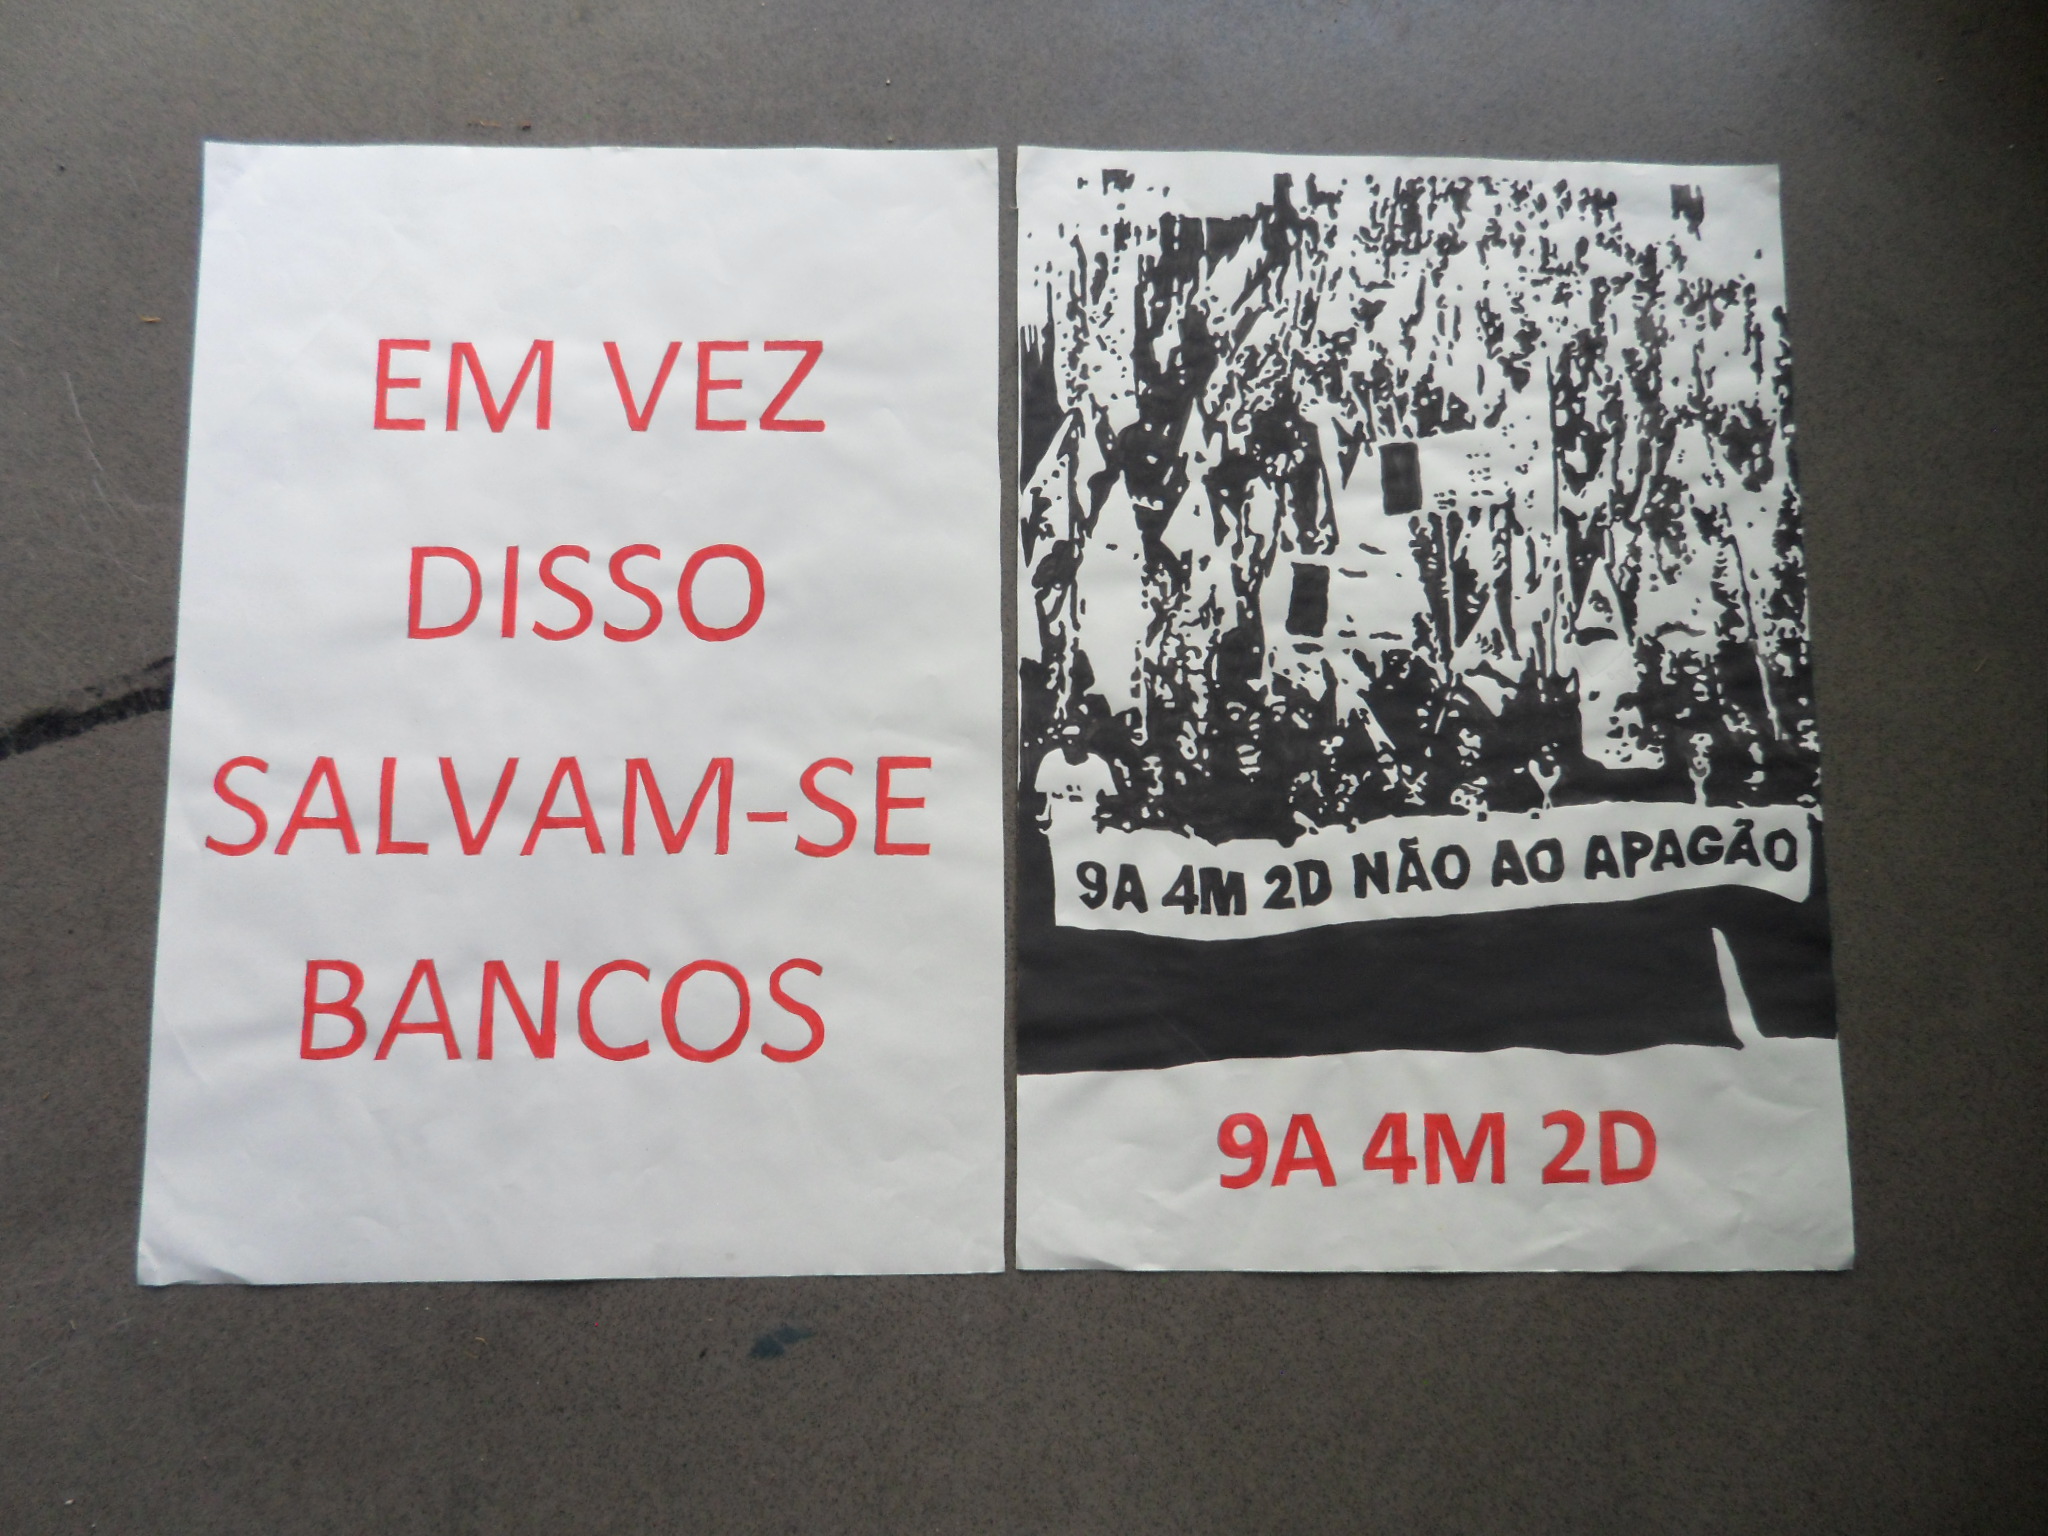 EM VEZ
DISSO
SALVAM-SE
BANCOS
9A 4M 2D NÃO AO APAGÃO
9A 4M 2D